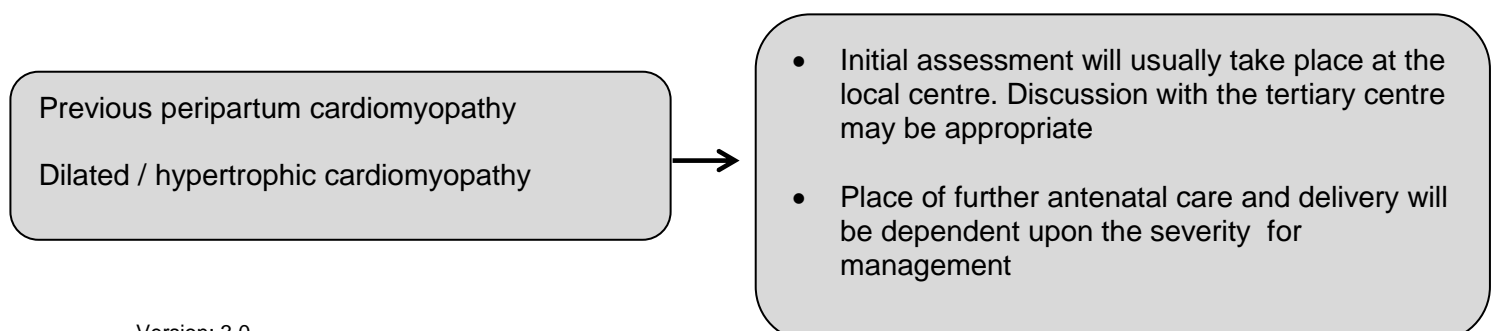 Previous peripartum cardiomyopathy
Dilated / hypertrophic cardiomyopathy
• Initial assessment will usually take place at the
local centre. Discussion with the tertiary centre
may be appropriate
• Place of further antenatal care and delivery will
be dependent upon the severity for
management
Version: